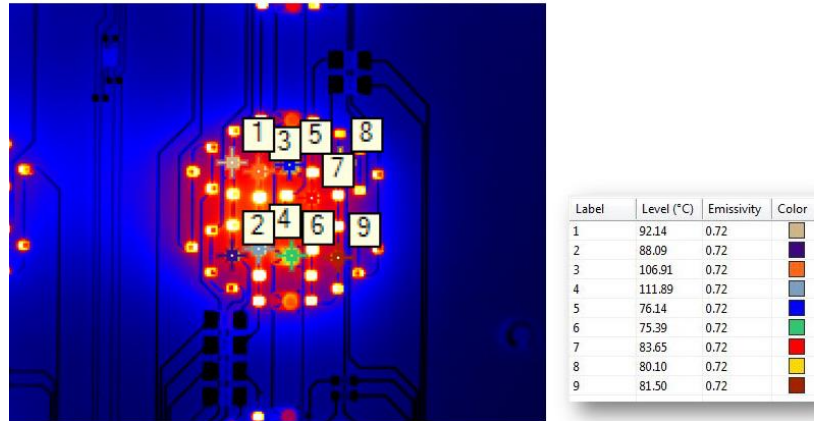 1 3 5 8
7
2 4 6 9
Label Level (°C) Emissivity Color
1 92.14 0.72
2 88.09 0.72
3 106.91 0.72
4 111.89 0.72
5 76.14 0.72
6 75.39 0.72
7 83.65 0.72
8 80.10 0.72
9 81.50 0.72